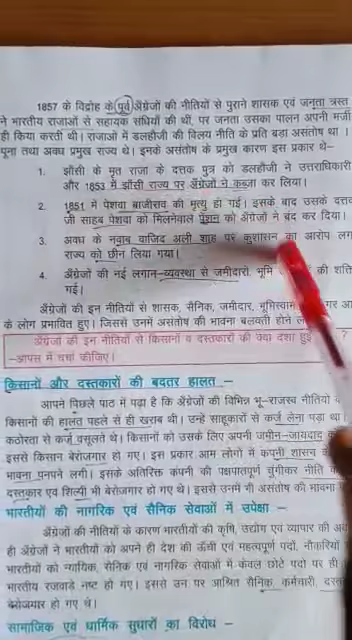 1857 के विद्रोह के पूर्व अँग्रेजों की नीतियों से पुराने शासक एवं जनता त्रस्त
ने भारतीय राजाओं से सहायक संधियाँ की थीं, पर जनता उसका पालन अपनी मर्जी
ही किया करती थी। राजाओं में डलहौजी की विलय नीति के प्रति बड़ा असंतोष था ।
पूना तथा अवध प्रमुख राज्य थे। इनके असंतोष के प्रमुख कारण इस प्रकार थे–
1. झाँसी के मृत राजा के दत्तक पुत्र को डलहौजी ने उत्तराधिकारी
और 1853 में झाँसी राज्य पर अँग्रेजों ने कब्जा कर लिया।
2. 1851 में पेशवा बाजीराव की मृत्यु हो गई। इसके बाद उसके दत्त
जी साहब पेशवा को मिलनेवाल पेंशन को अँग्रेजों ने बंद कर दिया।
3. अवध के नवाब वाजिद अली शाह पर कुशासन का आरोप लग
राज्य को छीन लिया गया।
4. अँग्रेजों की नई लगान–व्यवस्था से जमीदारों, भूमि की शक्ति
गई।
अँग्रेजों की इन नीतियों से शासक, सैनिक, जमींदार, भूमिस्वाम
के लोग प्रभावित हुए। जिससे उनमें असंतोष की भावना बलवती होने
अँग्रेजों की इन नीतियों से किसानों व दस्तकारों की क्या दशा हुई
–आपस में चर्चा कीजिए।
किसानों और दस्तकारों की बदतर हालत –
आपने पिछले पाठ में पढ़ा है कि अँग्रेजों की विभिन्न भू–राजस्व नीतियों
किसानों की हालत पहले से ही खराब थी। उन्हें साहूकारों से कर्ज लेना पड़ा था।
कठोरता से कर्ज वसूलते थे। किसानों को उसके लिए अपनी जमीन–जायदाद
इससे किसान बेरोजगार हो गए। इस प्रकार आम लोगों में कंपनी शासन
भावना पनपने लगी। इसके अतिरिक्त कंपनी की पक्षपातपूर्ण चुंगीकर नीति
दस्तकार एवं शिल्पी भी बेरोजगार हो गए थे। इससे उनमें भी असंतोष की भावना
भारतीयों की नागरिक एवं सैनिक सेवाओं में उपेक्षा –
अँग्रेजों की नीतियों के कारण भारतीयों की कृषि, उद्योग एवं व्यापार की
ही अँग्रेजों ने भारतीयों को अपने ही देश की ऊँची एवं महत्वपूर्ण पदों, नौकरियों
भारतीयों को न्यायिक, सैनिक एवं नागरिक सेवाओं में केवल छोटे पदों पर ही
भारतीय रजवाड़े नष्ट हो गए। इससे उन पर आश्रित सैनिक, कर्मचारी, दस्त
बेरोजगार हो गए थे।
सामाजिक एवं धार्मिक सुधारों का विरोध –